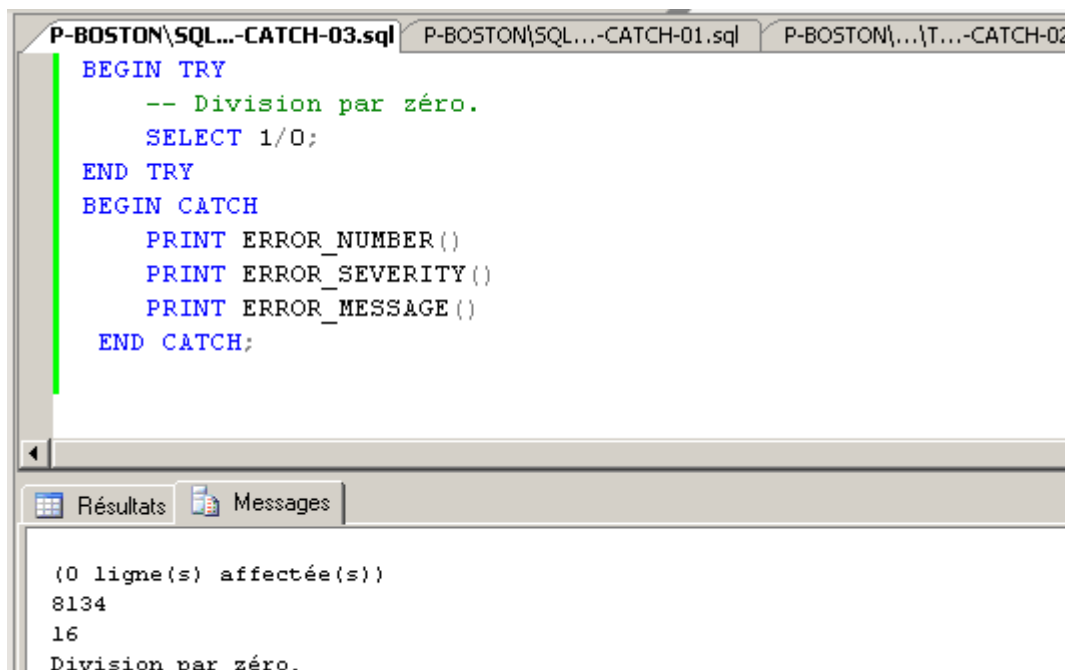 P-BOSTON\SQL...-CATCH-03.sql P-BOSTON\SQL...-CATCH-01.sql P-BOSTON\...\T...-CATCH-02
BEGIN TRY
-- Division par zéro.
SELECT 1/0;
END TRY
BEGIN CATCH
PRINT ERROR_NUMBER()
PRINT ERROR_SEVERITY()
PRINT ERROR_MESSAGE()
END CATCH;
Résultats Messages
(0 ligne(s) affectée(s))
8134
16
Division par zéro.